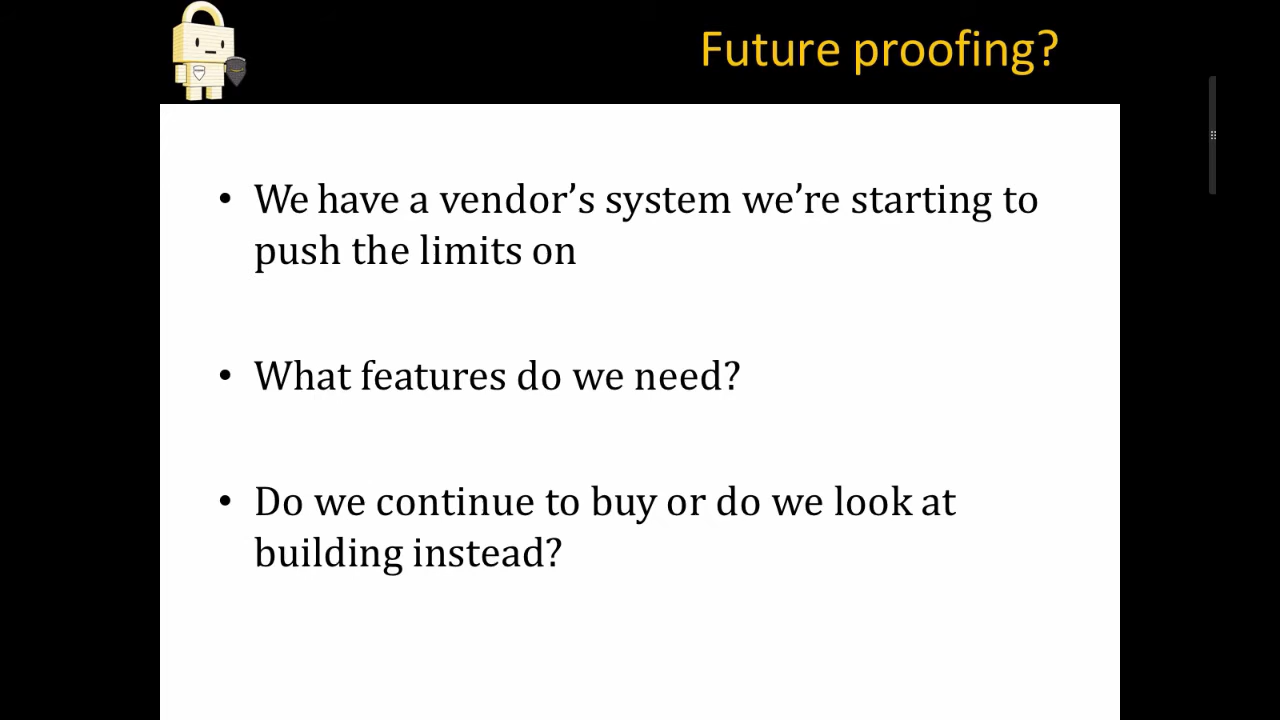 Future proofing?
• We have a vendor’s system we’re starting to
push the limits on
• What features do we need?
• Do we continue to buy or do we look at
building instead?